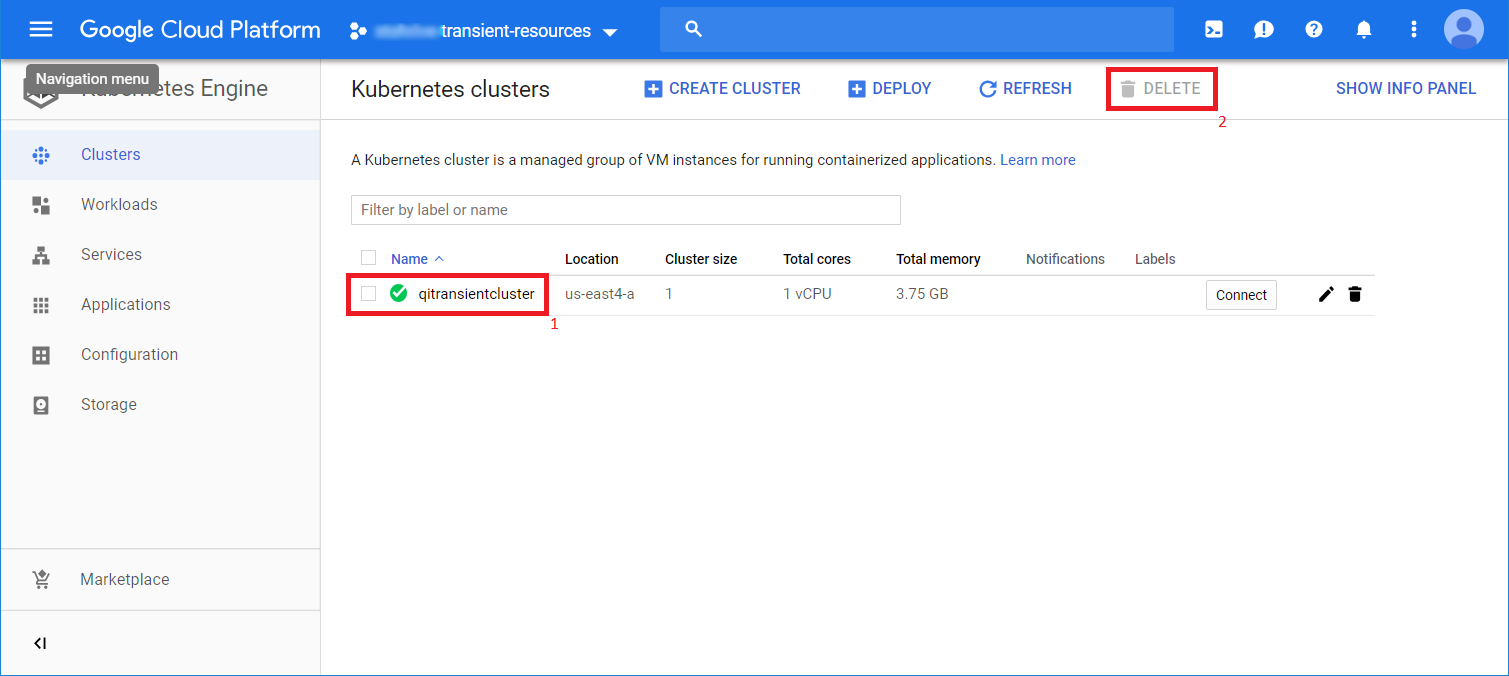 Google Cloud Platform transient-resources
Navigation menu
Kubernetes Engine
Kubernetes clusters CREATE CLUSTER DEPLOY REFRESH DELETE SHOW INFO PANEL
2
Clusters
Workloads
Services
Applications
Configuration
Storage
Marketplace
A Kubernetes cluster is a managed group of VM instances for running containerized applications. Learn more
Filter by label or name
Name Location Cluster size Total cores Total memory Notifications Labels
qitransientcluster us-east4-a 1 1 vCPU 3.75 GB Connect
1